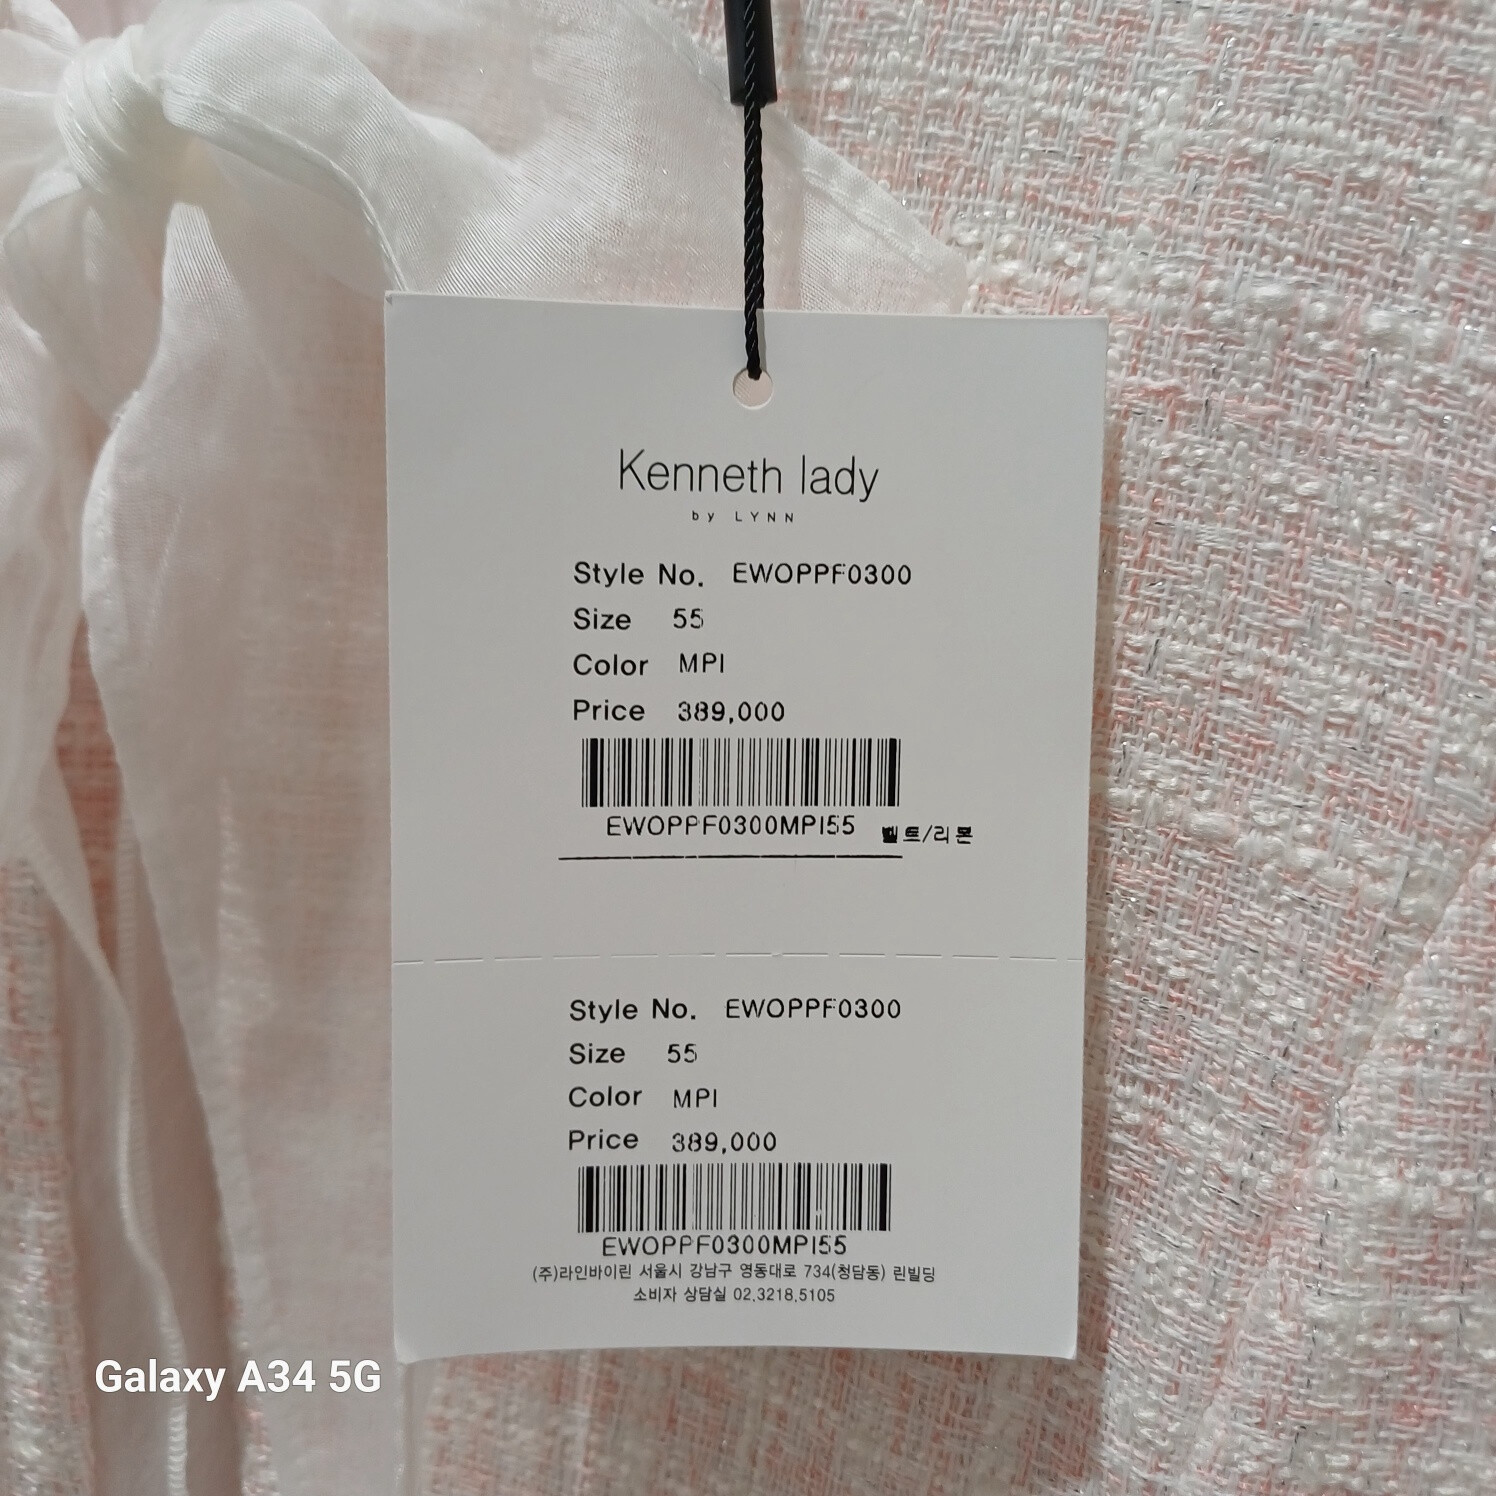 Kenneth lady
by LYNN
Style No. EWOPPF0300
Size 55
Color MPI
Price 389,000
EWOPPF0300MPI55 벨트/리본
Style No. EWOPPF0300
Size 55
Color MPI
Price 389,000
EWOPPF0300MPI55
(주)라인바이린 서울시 강남구 영동대로 734(청담동) 린빌딩
소비자 상담실 02.3218.5105
Galaxy A34 5G